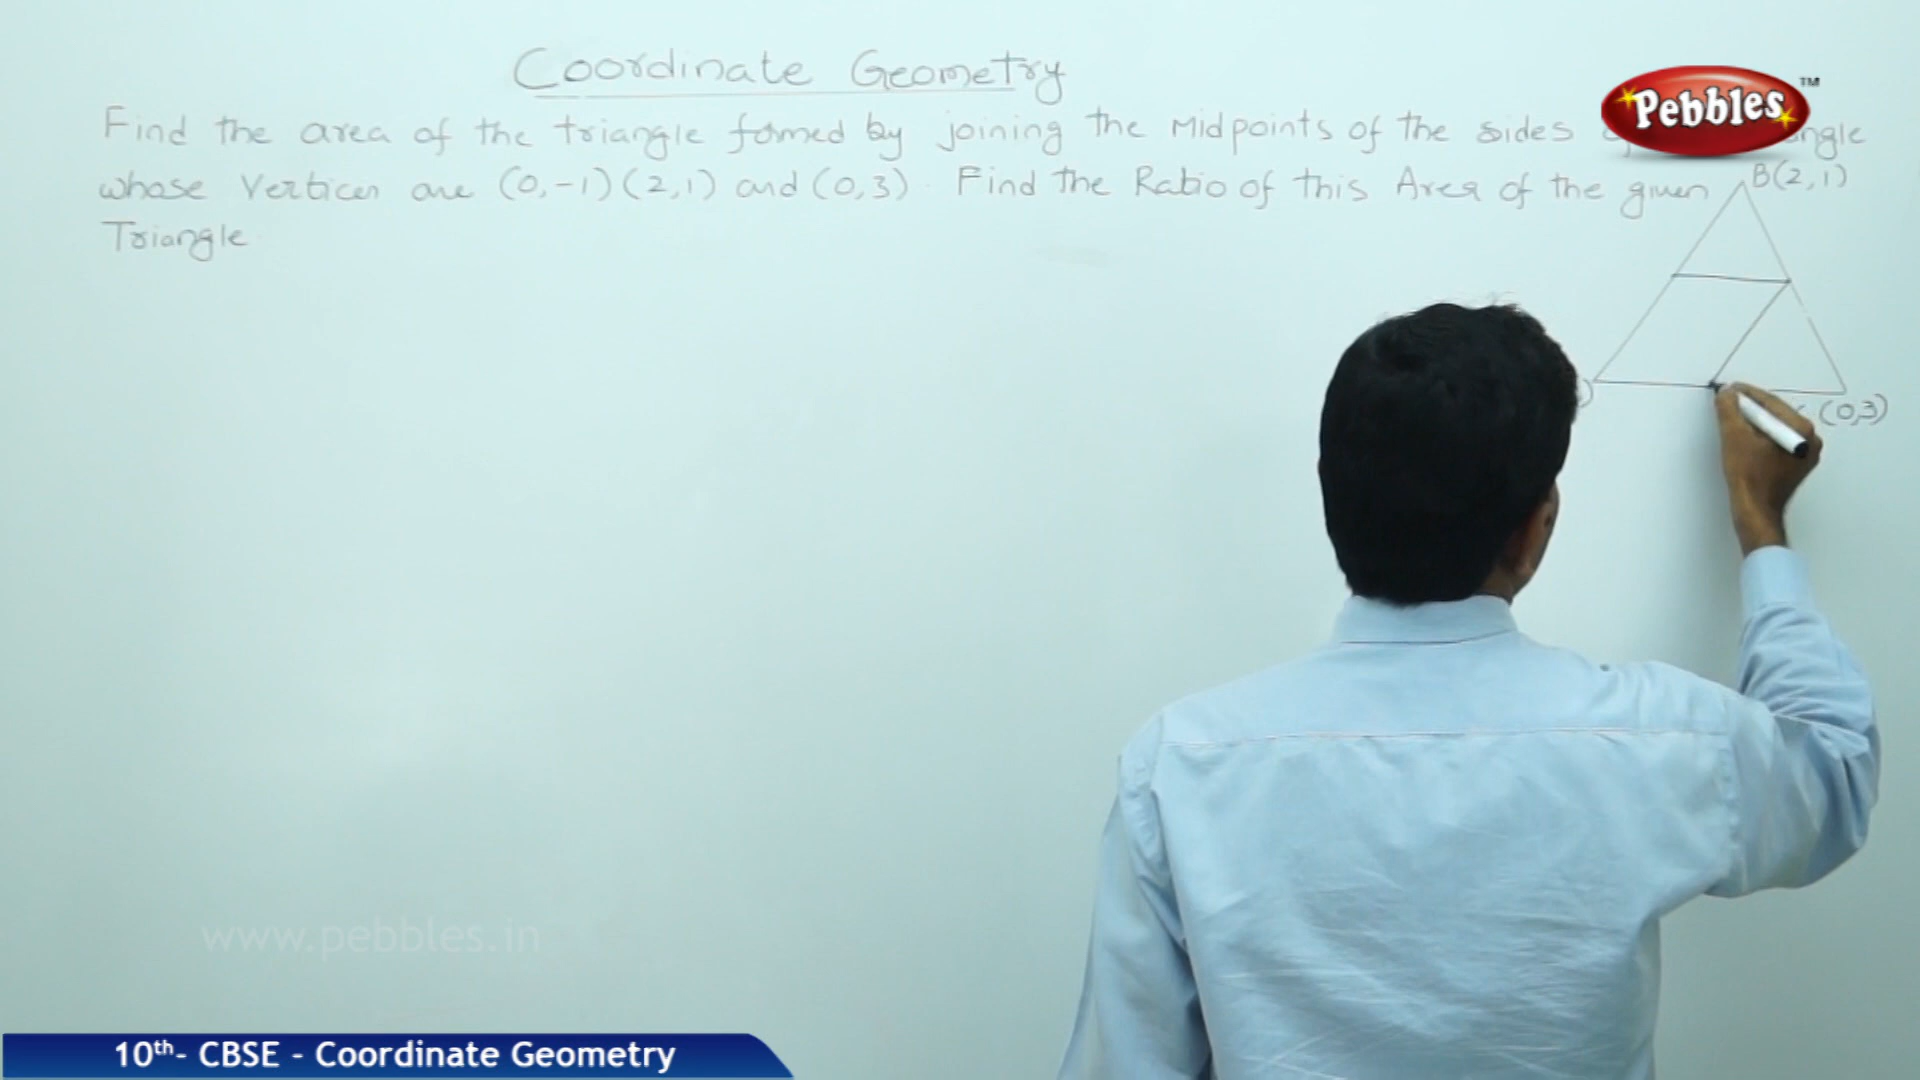 Coordinate Geometry
Find the area of the triangle formed by joining the Midpoints of the sides
whose Vertices are (0,-1) (2,1) and (0,3). Find the Ratio of this Area of the given
Triangle
Pebbles TM
B(2,1)
(0,3)
www.pebbles.in
10th- CBSE - Coordinate Geometry